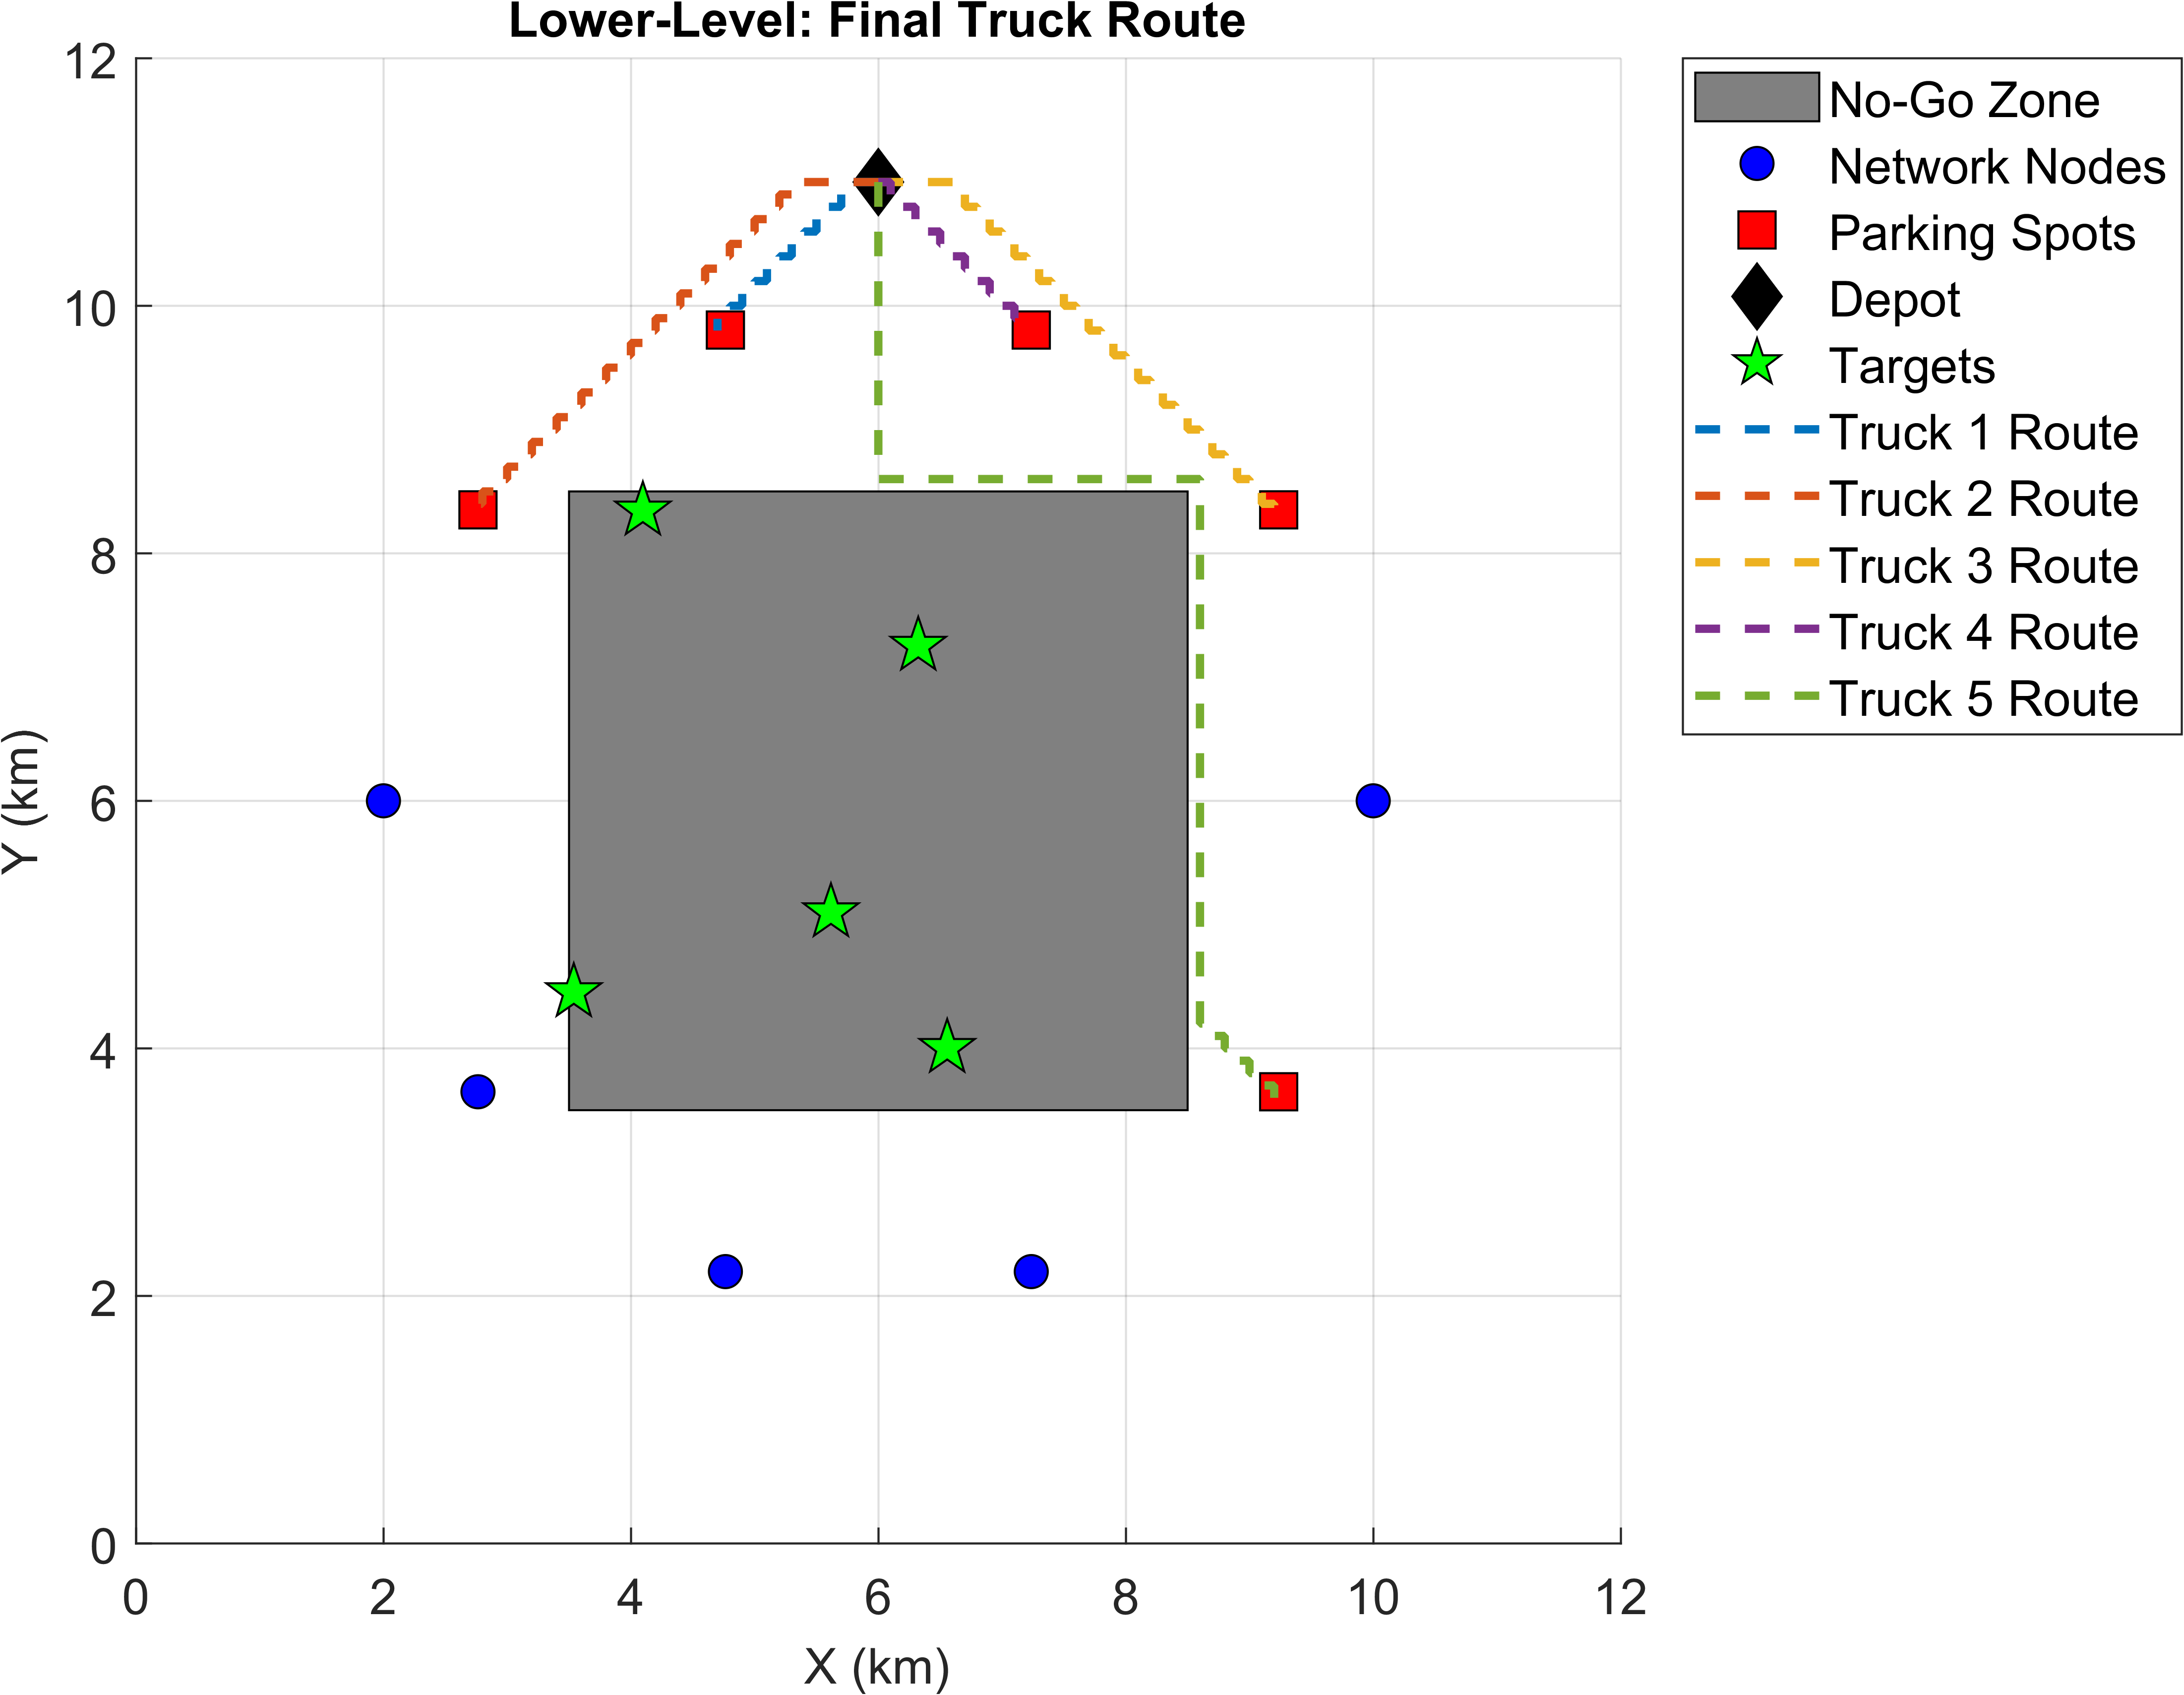 Lower-Level: Final Truck Route
12
10
8
6
4
2
0
Y (km)
0 2 4 6 8 10 12
X (km)
No-Go Zone
Network Nodes
Parking Spots
Depot
Targets
Truck 1 Route
Truck 2 Route
Truck 3 Route
Truck 4 Route
Truck 5 Route